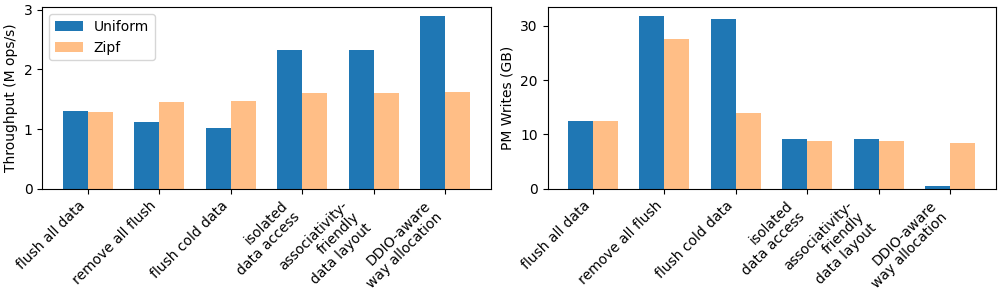 Throughput (M ops/s)
3
2
1
0
Uniform
Zipf
flush all data
remove all flush
flush cold data
isolated
data access
associativity-
friendly
data layout
DDIO-aware
way allocation
PM Writes (GB)
30
20
10
0
flush all data
remove all flush
flush cold data
isolated
data access
associativity-
friendly
data layout
DDIO-aware
way allocation